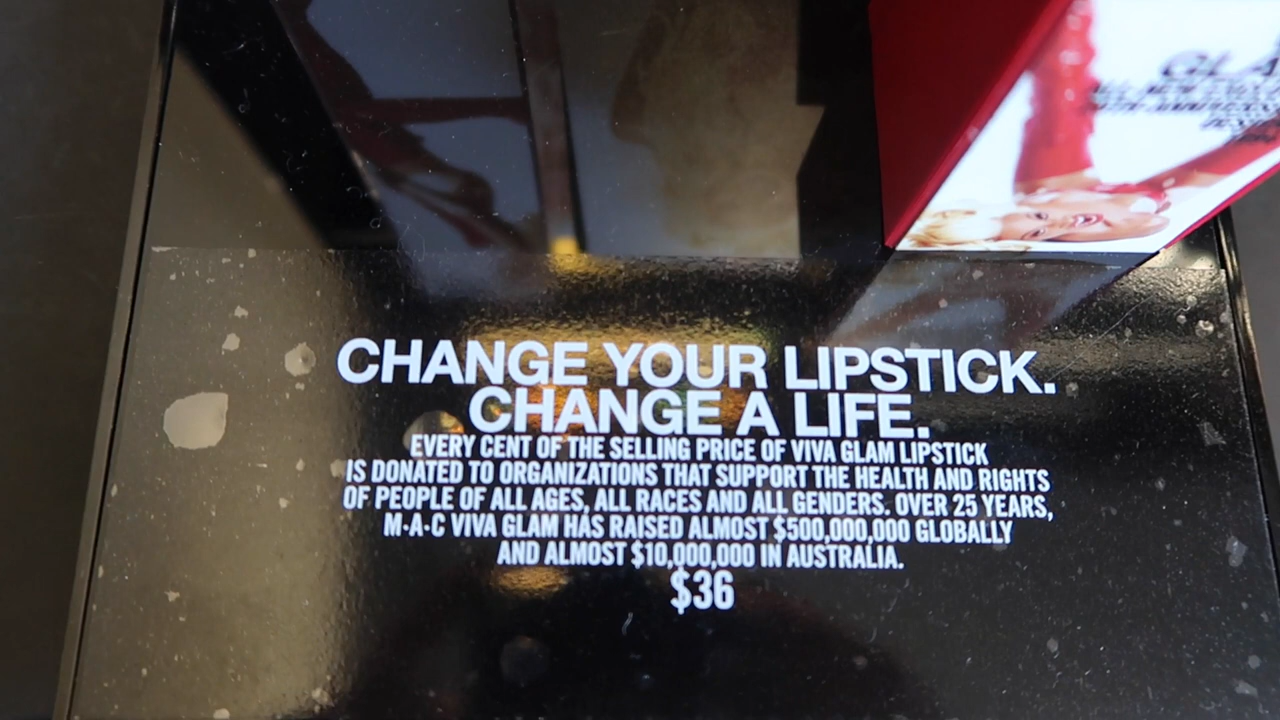 GLA
CHANGE YOUR LIPSTICK.
CHANGE A LIFE.
EVERY CENT OF THE SELLING PRICE OF VIVA GLAM LIPSTICK
IS DONATED TO ORGANIZATIONS THAT SUPPORT THE HEALTH AND RIGHTS
OF PEOPLE OF ALL AGES, ALL RACES AND ALL GENDERS. OVER 25 YEARS,
M·A·C VIVA GLAM HAS RAISED ALMOST $500,000,000 GLOBALLY
AND ALMOST $10,000,000 IN AUSTRALIA.
$36